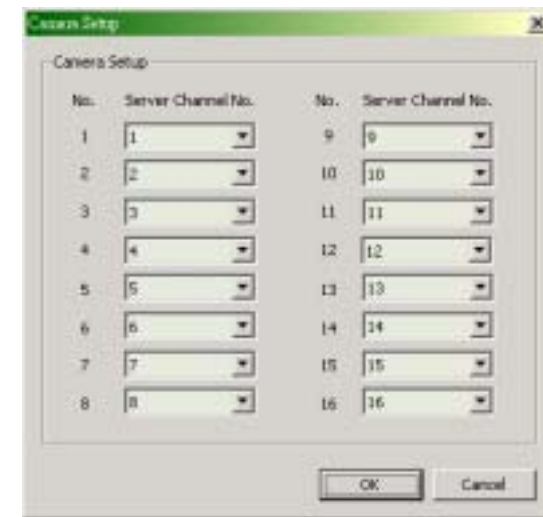 Camera Setup
Camera Setup
No. Server Channel No. No. Server Channel No.
1 1 9 9
2 2 10 10
3 3 11 11
4 4 12 12
5 5 13 13
6 6 14 14
7 7 15 15
8 8 16 16
OK Cancel